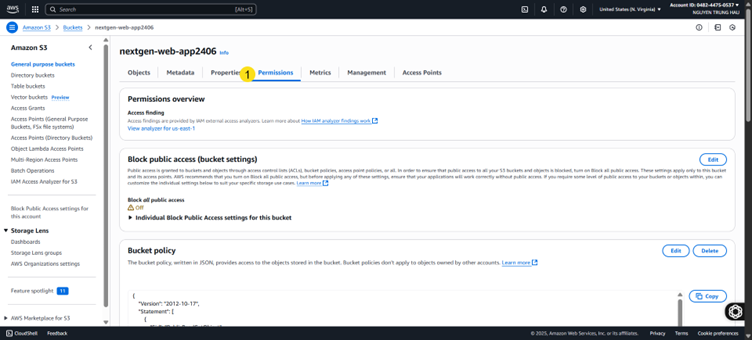 aws
Search [Alt+S]
United States (N. Virginia)
Account ID: 0482-4475-0537
NGUYEN TRUNG HAU
Amazon S3 > Buckets > nextgen-web-app2406
Amazon S3
General purpose buckets
Directory buckets
Table buckets
Vector buckets Preview
Access Grants
Access Points (General Purpose
Buckets, FSx file systems)
Access Points (Directory Buckets)
Object Lambda Access Points
Multi-Region Access Points
Batch Operations
IAM Access Analyzer for S3
Block Public Access settings for
this account
Storage Lens
Dashboards
Storage Lens groups
AWS Organizations settings
Feature spotlight 11
AWS Marketplace for S3
nextgen-web-app2406 Info
Objects Metadata Properties 1 Permissions Metrics Management Access Points
Permissions overview
Access finding
Access findings are provided by IAM external access analyzers. Learn more about How IAM analyzer findings work
View analyzer for us-east-1
Block public access (bucket settings) Edit
Public access is granted to buckets and objects through access control lists (ACLs), bucket policies, access point policies, or all. In order to ensure that public access to all your S3 buckets and objects is blocked, turn on Block all public access. These settings apply only to this bucket
and its access points. AWS recommends that you turn on Block all public access, but before applying any of these settings, ensure that your applications will work correctly without public access. If you require some level of public access to your buckets or objects within, you can
customize the individual settings below to suit your specific storage use cases. Learn more
Block all public access
Off
Individual Block Public Access settings for this bucket
Bucket policy Edit Delete
The bucket policy, written in JSON, provides access to the objects stored in the bucket. Bucket policies don't apply to objects owned by other accounts. Learn more
{
"Version": "2012-10-17",
"Statement": [
{
Copy
CloudShell Feedback © 2025, Amazon Web Services, Inc. or its affiliates. Privacy Terms Cookie preferences